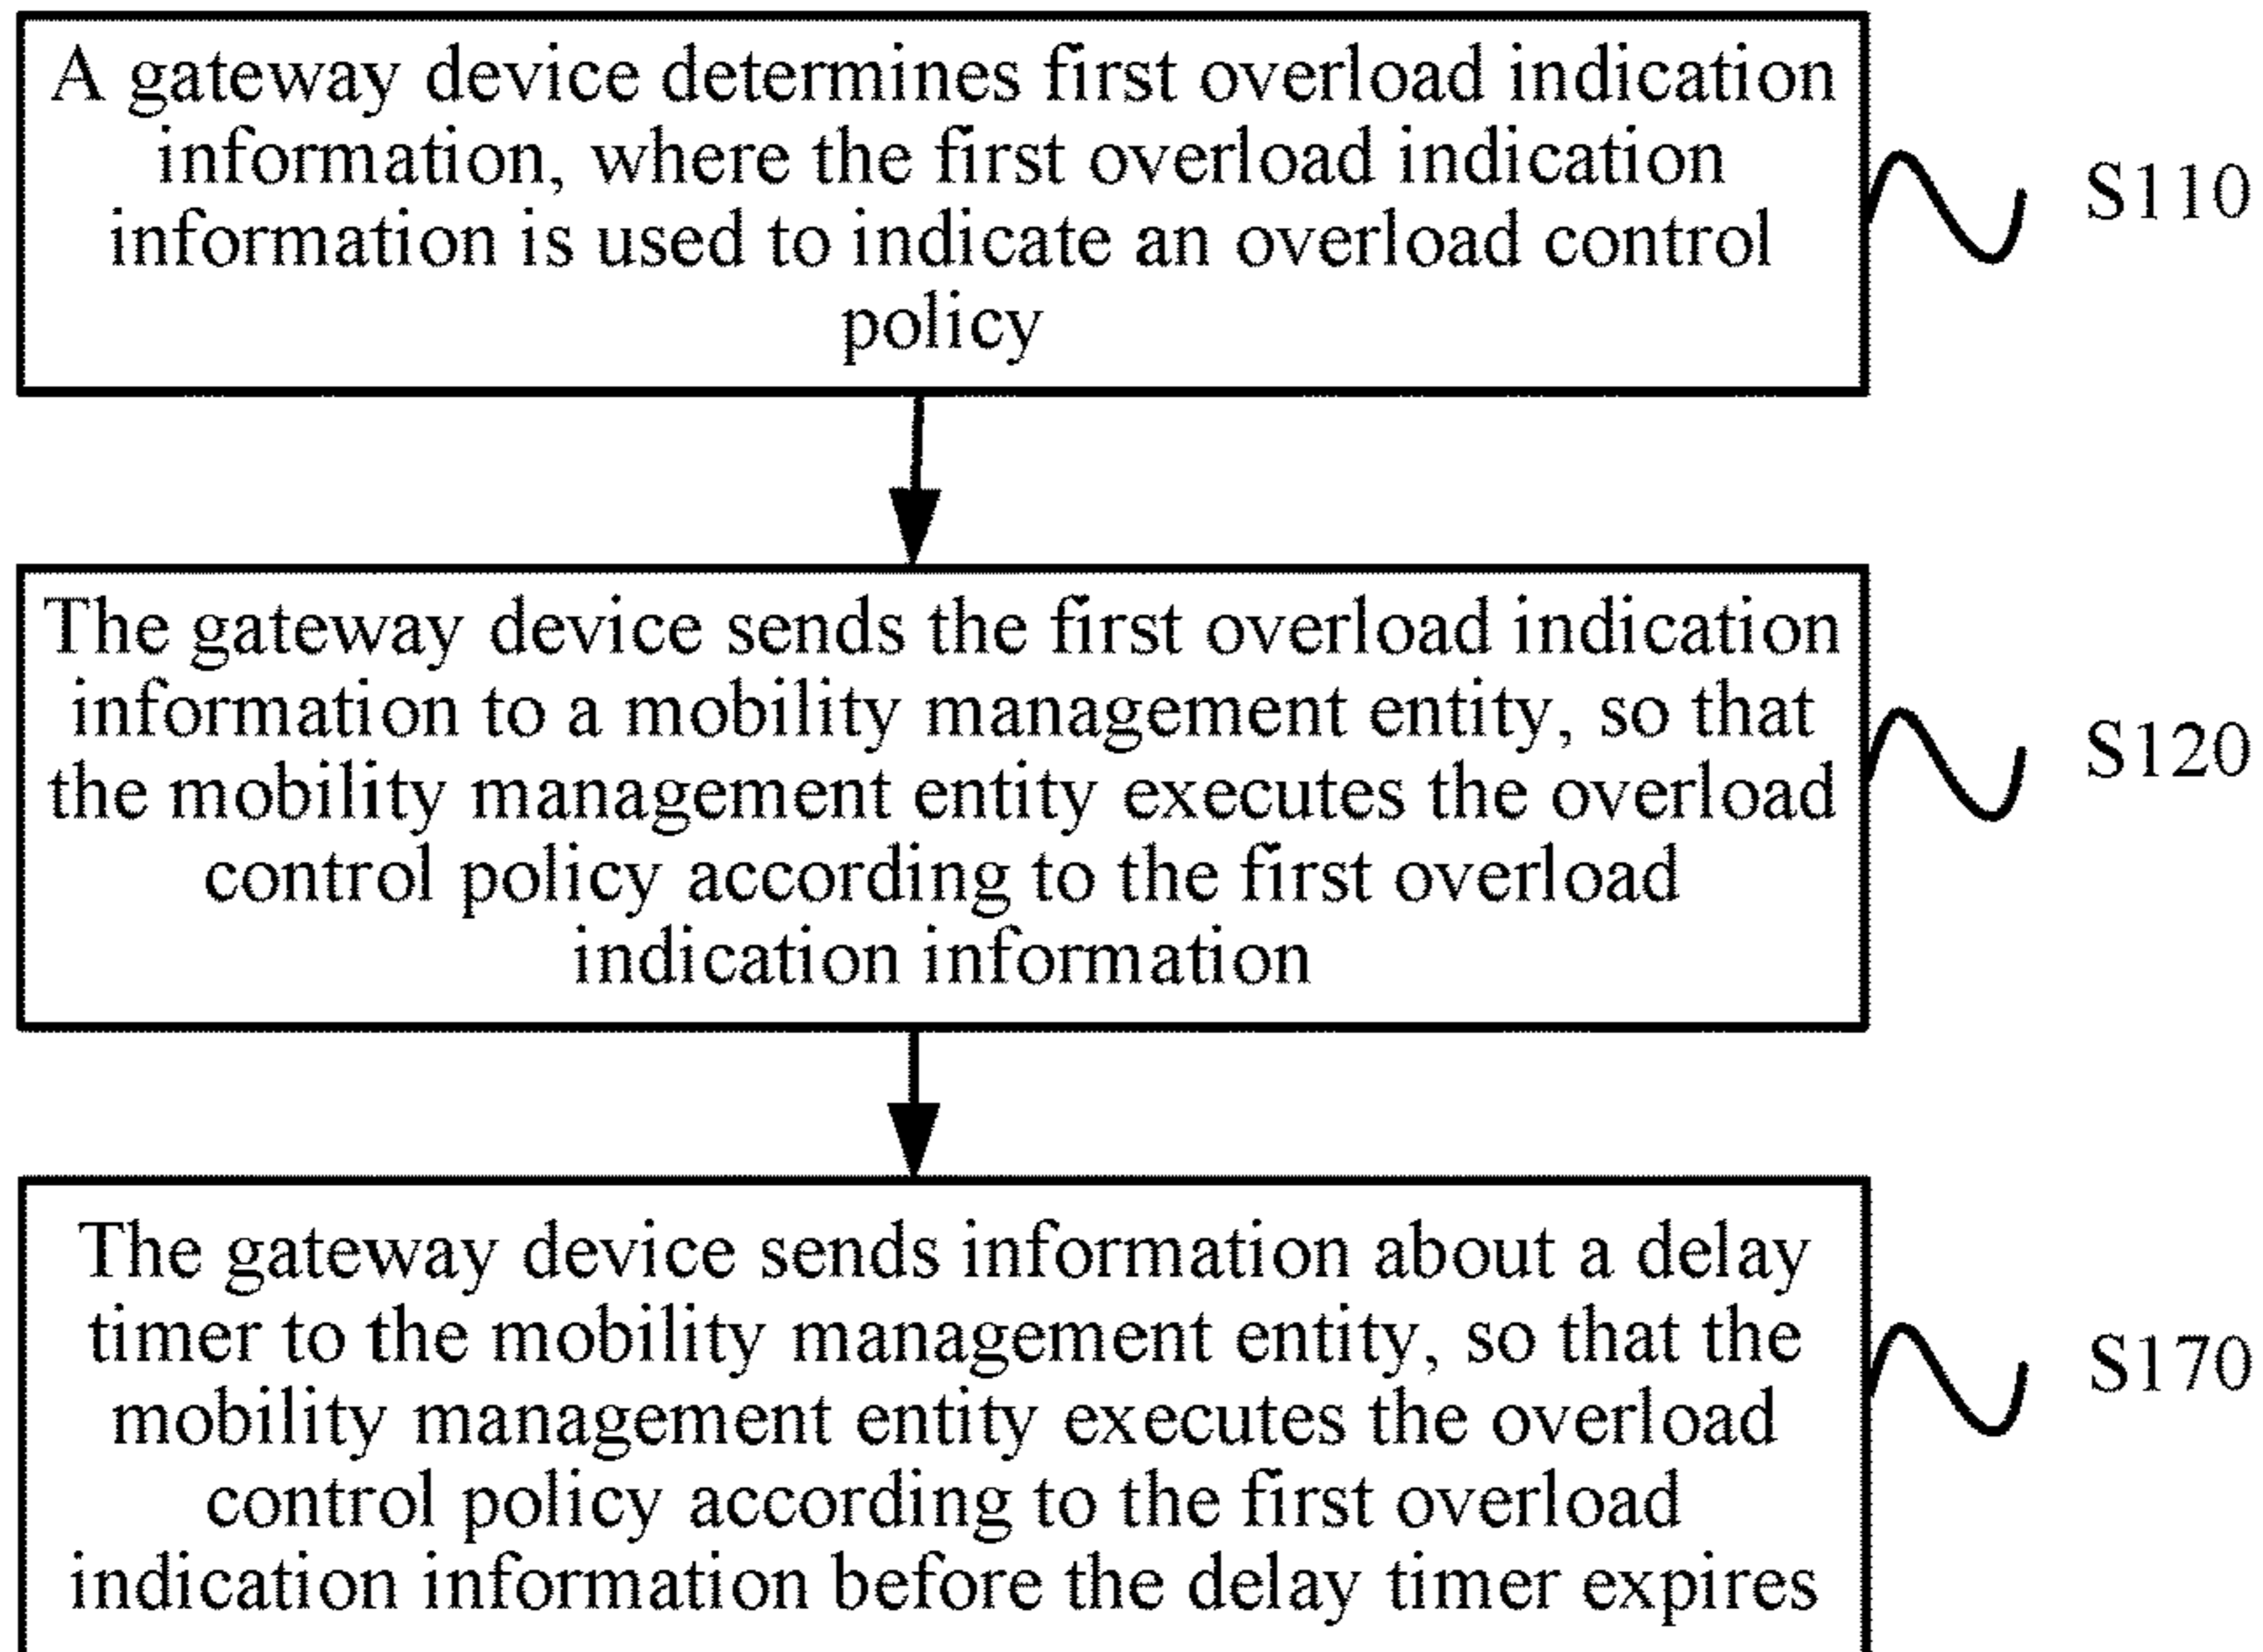 A gateway device determines first overload indication
information, where the first overload indication
information is used to indicate an overload control
policy
S110
The gateway device sends the first overload indication
information to a mobility management entity, so that
the mobility management entity executes the overload
control policy according to the first overload
indication information
S120
The gateway device sends information about a delay
timer to the mobility management entity, so that the
mobility management entity executes the overload
control policy according to the first overload
indication information before the delay timer expires
S170